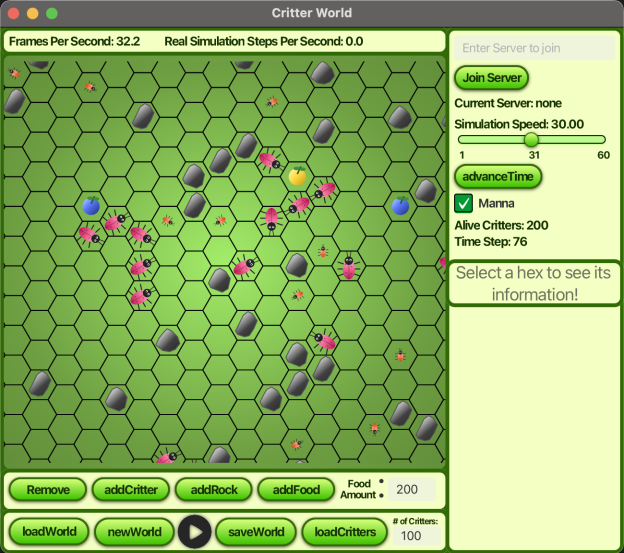 Critter World
Frames Per Second: 32.2 Real Simulation Steps Per Second: 0.0
Enter Server to join
Join Server
Current Server: none
Simulation Speed: 30.00
1 31 60
advanceTime
Manna
Alive Critters: 200
Time Step: 76
Select a hex to see its
information!
Remove addCritter addRock addFood Food
Amount 200
loadWorld newWorld saveWorld loadCritters # of Critters:
100